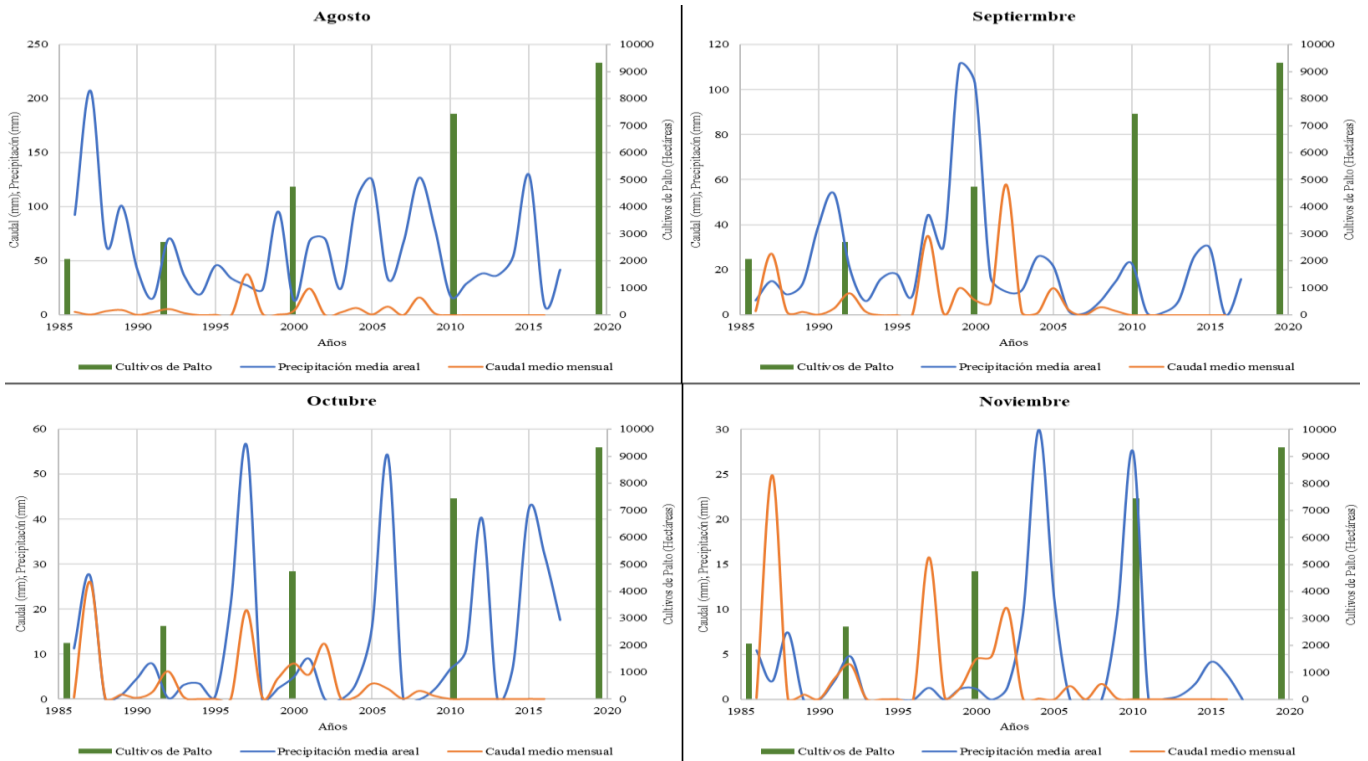 Agosto
Caudal (mm); Precipitación (mm)
250
200
150
100
50
0
10000
9000
8000
7000
6000
5000
4000
3000
2000
1000
0
Cultivos de Palto (Hectáreas)
1985 1990 1995 2000 2005 2010 2015 2020
Años
Cultivos de Palto Precipitación media areal Caudal medio mensual
Septiermbre
Caudal (mm); Precipitación (mm)
120
100
80
60
40
20
0
10000
9000
8000
7000
6000
5000
4000
3000
2000
1000
0
Cultivos de Palto (Hectáreas)
1985 1990 1995 2000 2005 2010 2015 2020
Años
Cultivos de Palto Precipitación media areal Caudal medio mensual
Octubre
Caudal (mm); Precipitación (mm)
60
50
40
30
20
10
0
10000
9000
8000
7000
6000
5000
4000
3000
2000
1000
0
Cultivos de Palto (Hectáreas)
1985 1990 1995 2000 2005 2010 2015 2020
Años
Cultivos de Palto Precipitación media areal Caudal medio mensual
Noviembre
Caudal (mm); Precipitación (mm)
30
25
20
15
10
5
0
10000
9000
8000
7000
6000
5000
4000
3000
2000
1000
0
Cultivos de Palto (Hectáreas)
1985 1990 1995 2000 2005 2010 2015 2020
Años
Cultivos de Palto Precipitación media areal Caudal medio mensual